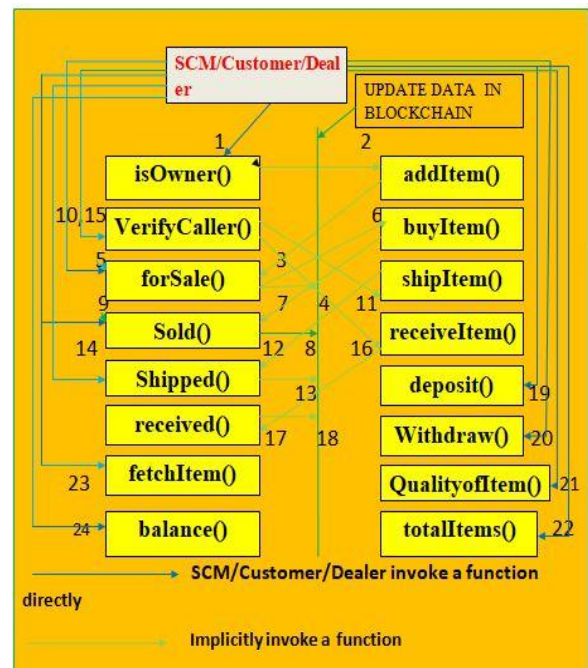 SCM/Customer/Deal
er
UPDATE DATA IN
BLOCKCHAIN
1
2
isOwner()
addItem()
10,15
6
VerifyCaller()
buyItem()
5
3
forSale()
shipItem()
9
7
4
11
Sold()
receiveItem()
14
12
8
16
Shipped()
deposit()
13
19
received()
Withdraw()
17
18
20
fetchItem()
QualityofItem()
21
23
22
24
balance()
totalItems()
SCM/Customer/Dealer invoke a function
directly
Implicitly invoke a function